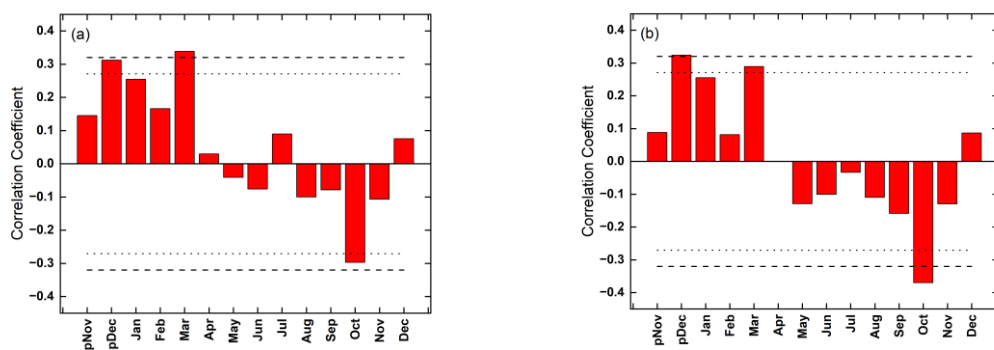 (a)
Correlation Coefficient
0.4
0.3
0.2
0.1
0.0
−0.1
−0.2
−0.3
−0.4
pNov
pDec
Jan
Feb
Mar
Apr
May
Jun
Jul
Aug
Sep
Oct
Nov
Dec
(b)
Correlation Coefficient
0.4
0.3
0.2
0.1
0.0
−0.1
−0.2
−0.3
−0.4
pNov
pDec
Jan
Feb
Mar
Apr
May
Jun
Jul
Aug
Sep
Oct
Nov
Dec